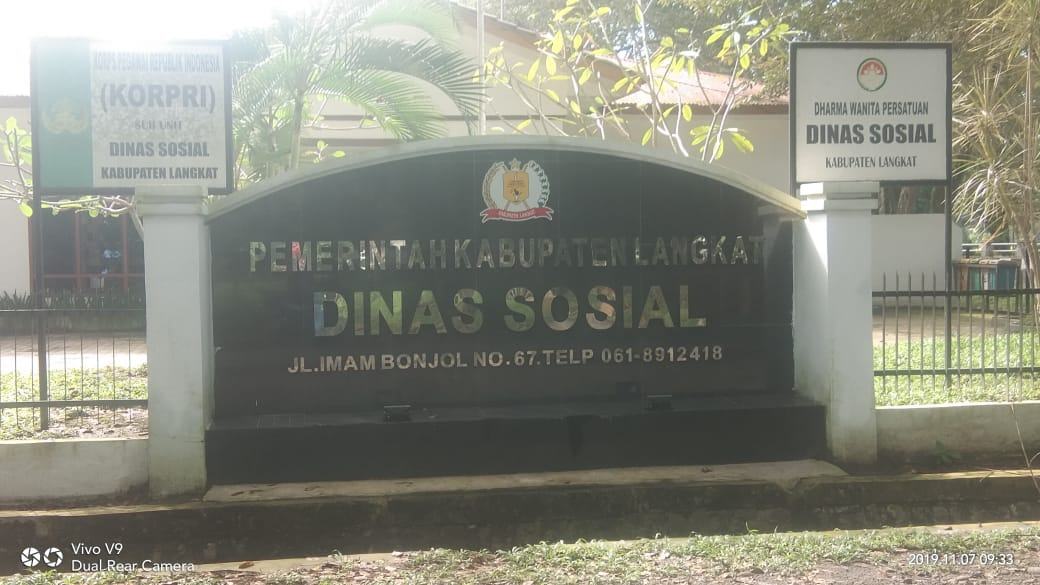 KORPS PEGAWAI REPUBLIK INDONESIA
(KORPRI)
SUB UNIT
DINAS SOSIAL
KABUPATEN LANGKAT
DHARMA WANITA PERSATUAN
DINAS SOSIAL
KABUPATEN LANGKAT
KABUPATEN LANGKAT
PEMERINTAH KABUPATEN LANGKAT
DINAS SOSIAL
JL.IMAM BONJOL NO.67.TELP 061-8912418
Vivo V9
Dual Rear Camera
2019.11.07 09:33